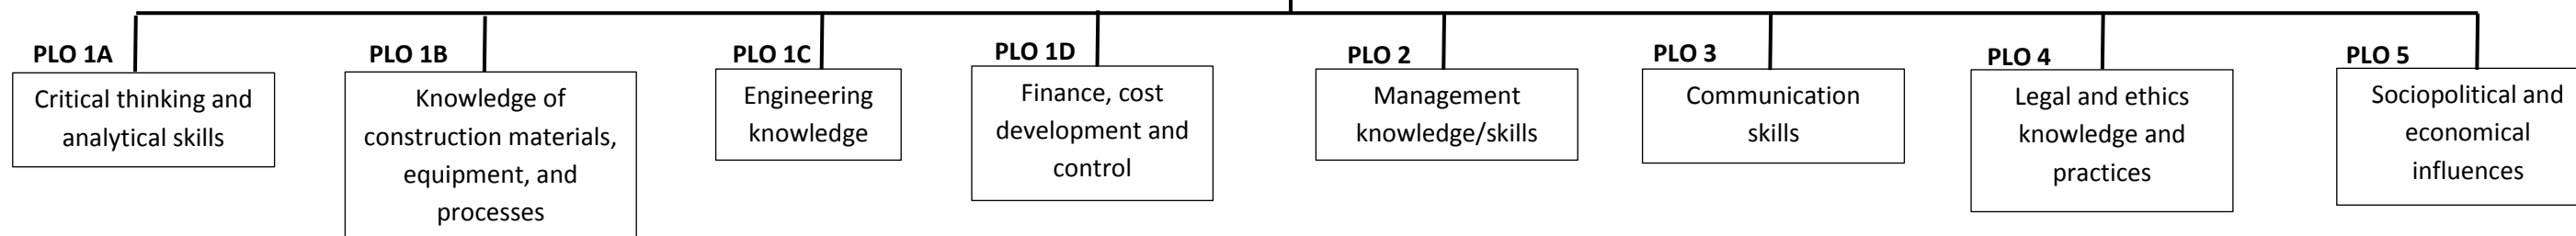 PLO 1A
Critical thinking and
analytical skills
PLO 1B
Knowledge of
construction materials,
equipment, and
processes
PLO 1C
Engineering
knowledge
PLO 1D
Finance, cost
development and
control
PLO 2
Management
knowledge/skills
PLO 3
Communication
skills
PLO 4
Legal and ethics
knowledge and
practices
PLO 5
Sociopolitical and
economical
influences